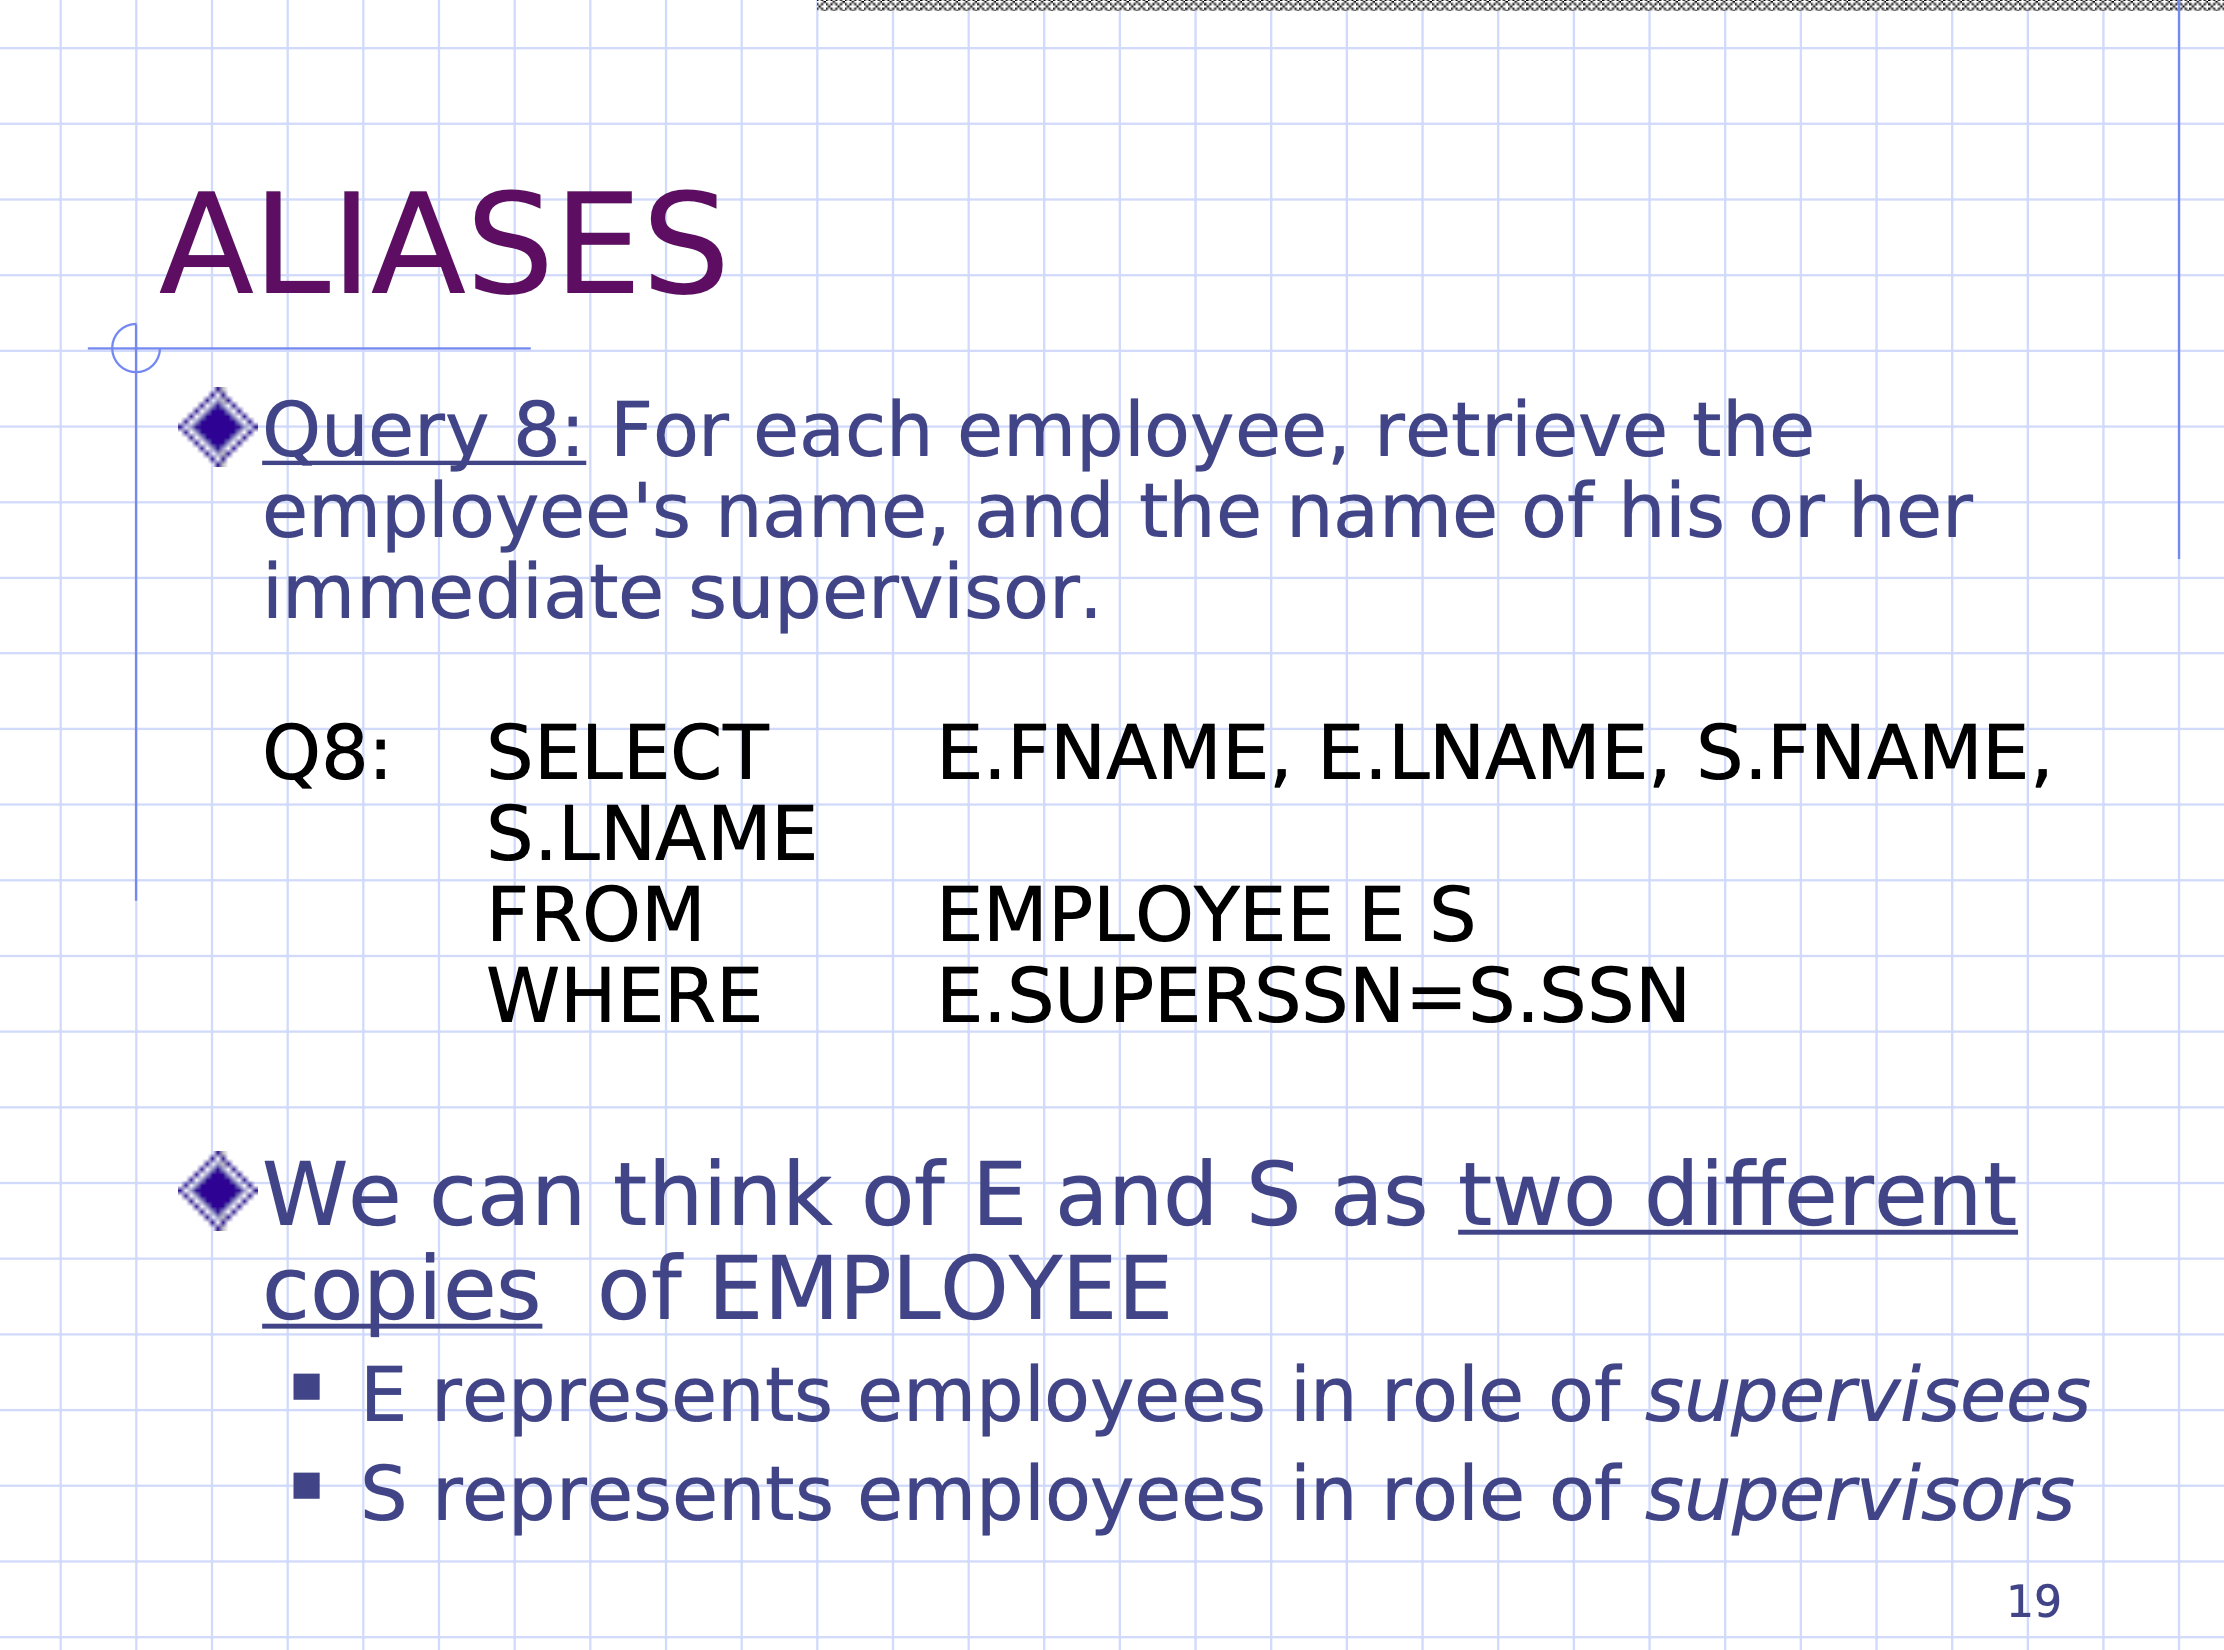 ALIASES
Query 8: For each employee, retrieve the
employee's name, and the name of his or her
immediate supervisor.
Q8: SELECT E.FNAME, E.LNAME, S.FNAME,
S.LNAME
FROM EMPLOYEE E S
WHERE E.SUPERSSN=S.SSN
We can think of E and S as two different
copies of EMPLOYEE
E represents employees in role of supervisees
S represents employees in role of supervisors
19